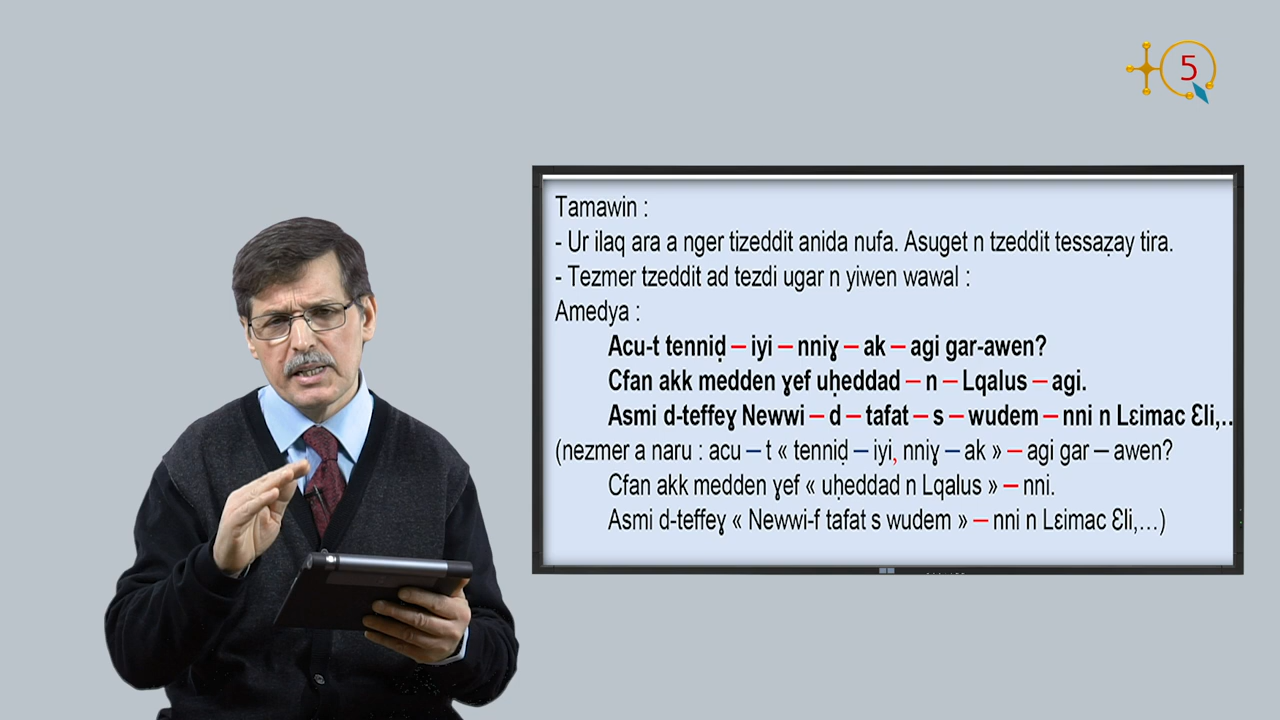 5
Tamawin :
- Ur ilaq ara a nger tizeddit anida nufa. Asuget n tzeddit tessaẓay tira.
- Tezmer tzeddit ad tezdi ugar n yiwen wawal :
Amedya :
Acu-t tenniḍ – iyi – nniɣ – ak – agi gar-awen?
Cfan akk medden ɣef uḥeddad – n – Lqalus – agi.
Asmi d-teffeɣ Newwi – d – tafat – s – wudem – nni n Lɛimac Ɛli,..
(nezmer a naru : acu – t « tenniḍ – iyi, nniɣ – ak » – agi gar – awen?
Cfan akk medden ɣef « uḥeddad n Lqalus » – nni.
Asmi d-teffeɣ « Newwi-f tafat s wudem » – nni n Lɛimac Ɛli,…)